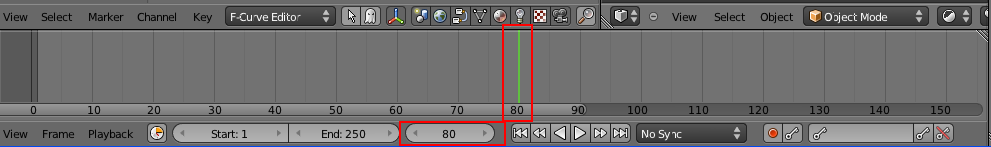 View Select Marker Channel Key F-Curve Editor View Select Object Object Mode
0 10 20 30 40 50 60 70 80 90 100 110 120 130 140 150
View Frame Playback Start: 1 End: 250 80 No Sync